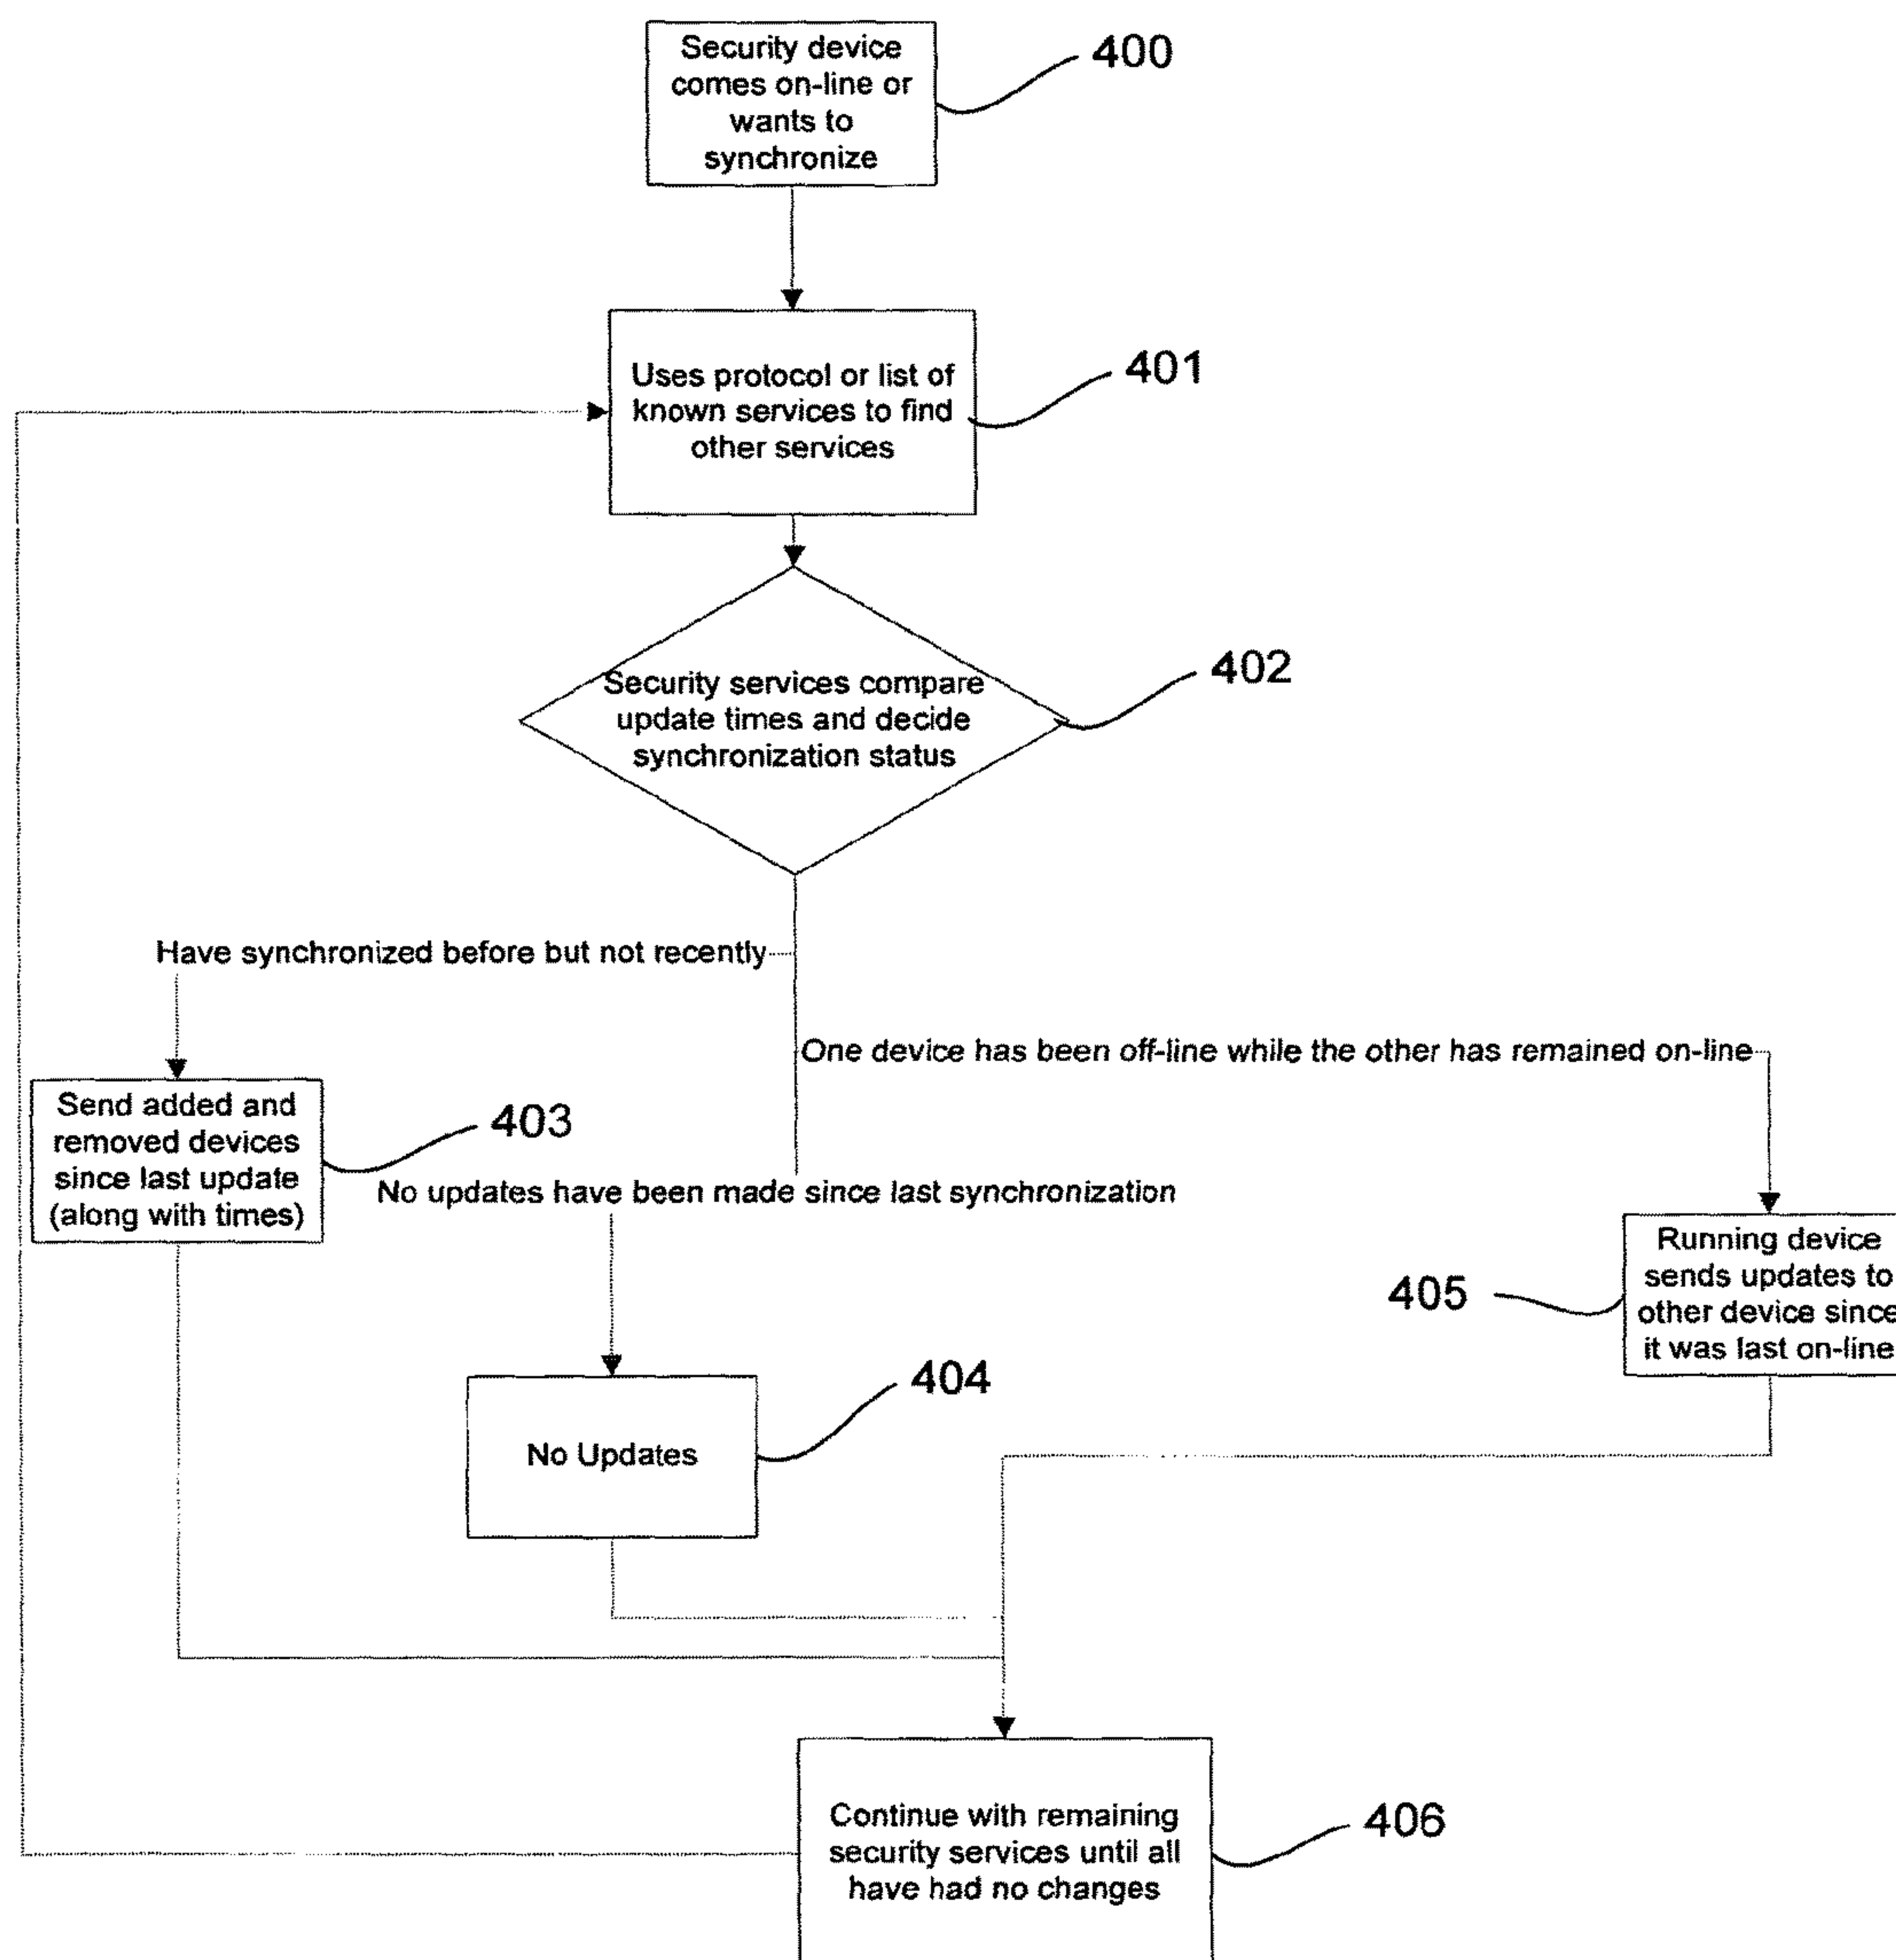 Security device
comes on-line or
wants to
synchronize
400
Uses protocol or list of
known services to find
other services
401
Security services compare
update times and decide
synchronization status
402
Have synchronized before but not recently
One device has been off-line while the other has remained on-line
Send added and
removed devices
since last update
(along with times)
403
No updates have been made since last synchronization
Running device
sends updates to
other device since
it was last on-line
405
No Updates
404
Continue with remaining
security services until all
have had no changes
406